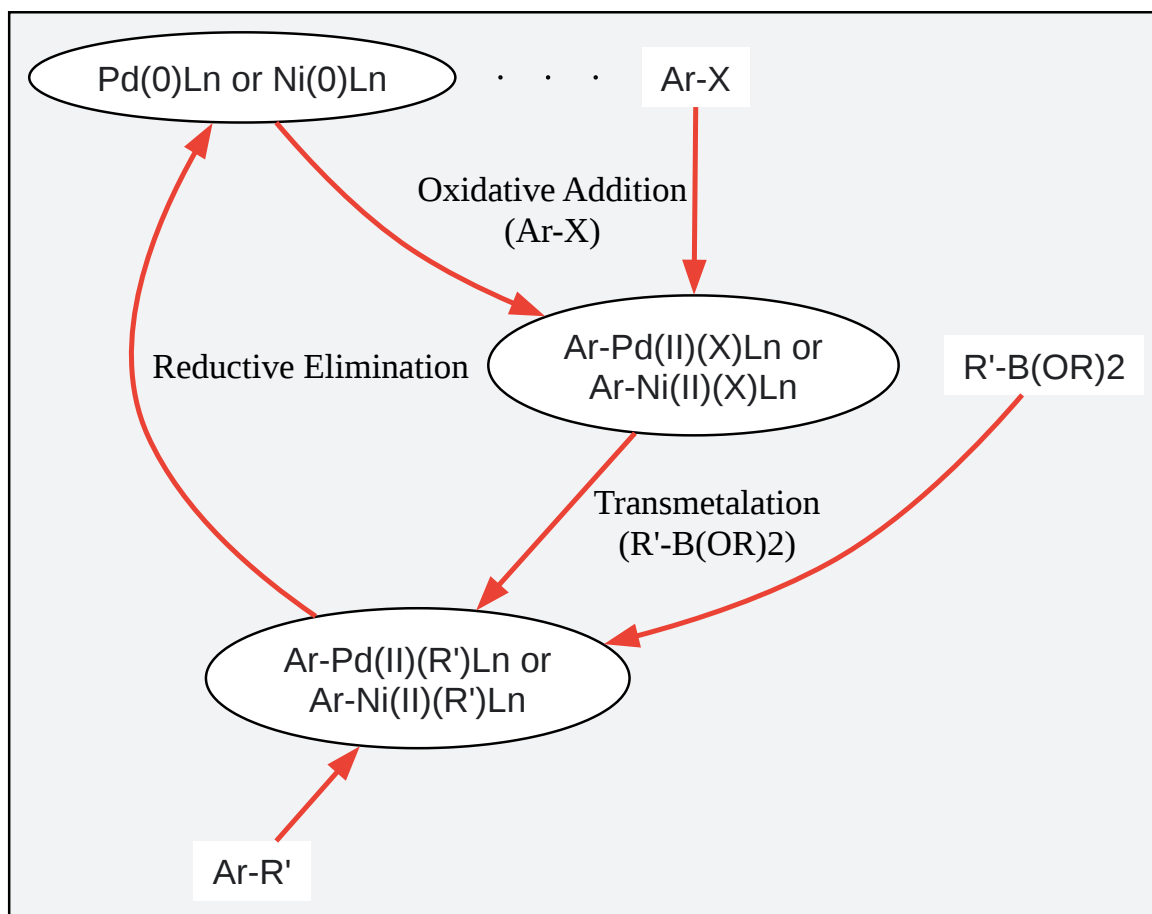 Pd(0)Ln or Ni(0)Ln
. . .
Ar-X
Oxidative Addition
(Ar-X)
Ar-Pd(II)(X)Ln or
Ar-Ni(II)(X)Ln
R'-B(OR)2
Reductive Elimination
Transmetalation
(R'-B(OR)2)
Ar-Pd(II)(R')Ln or
Ar-Ni(II)(R')Ln
Ar-R'